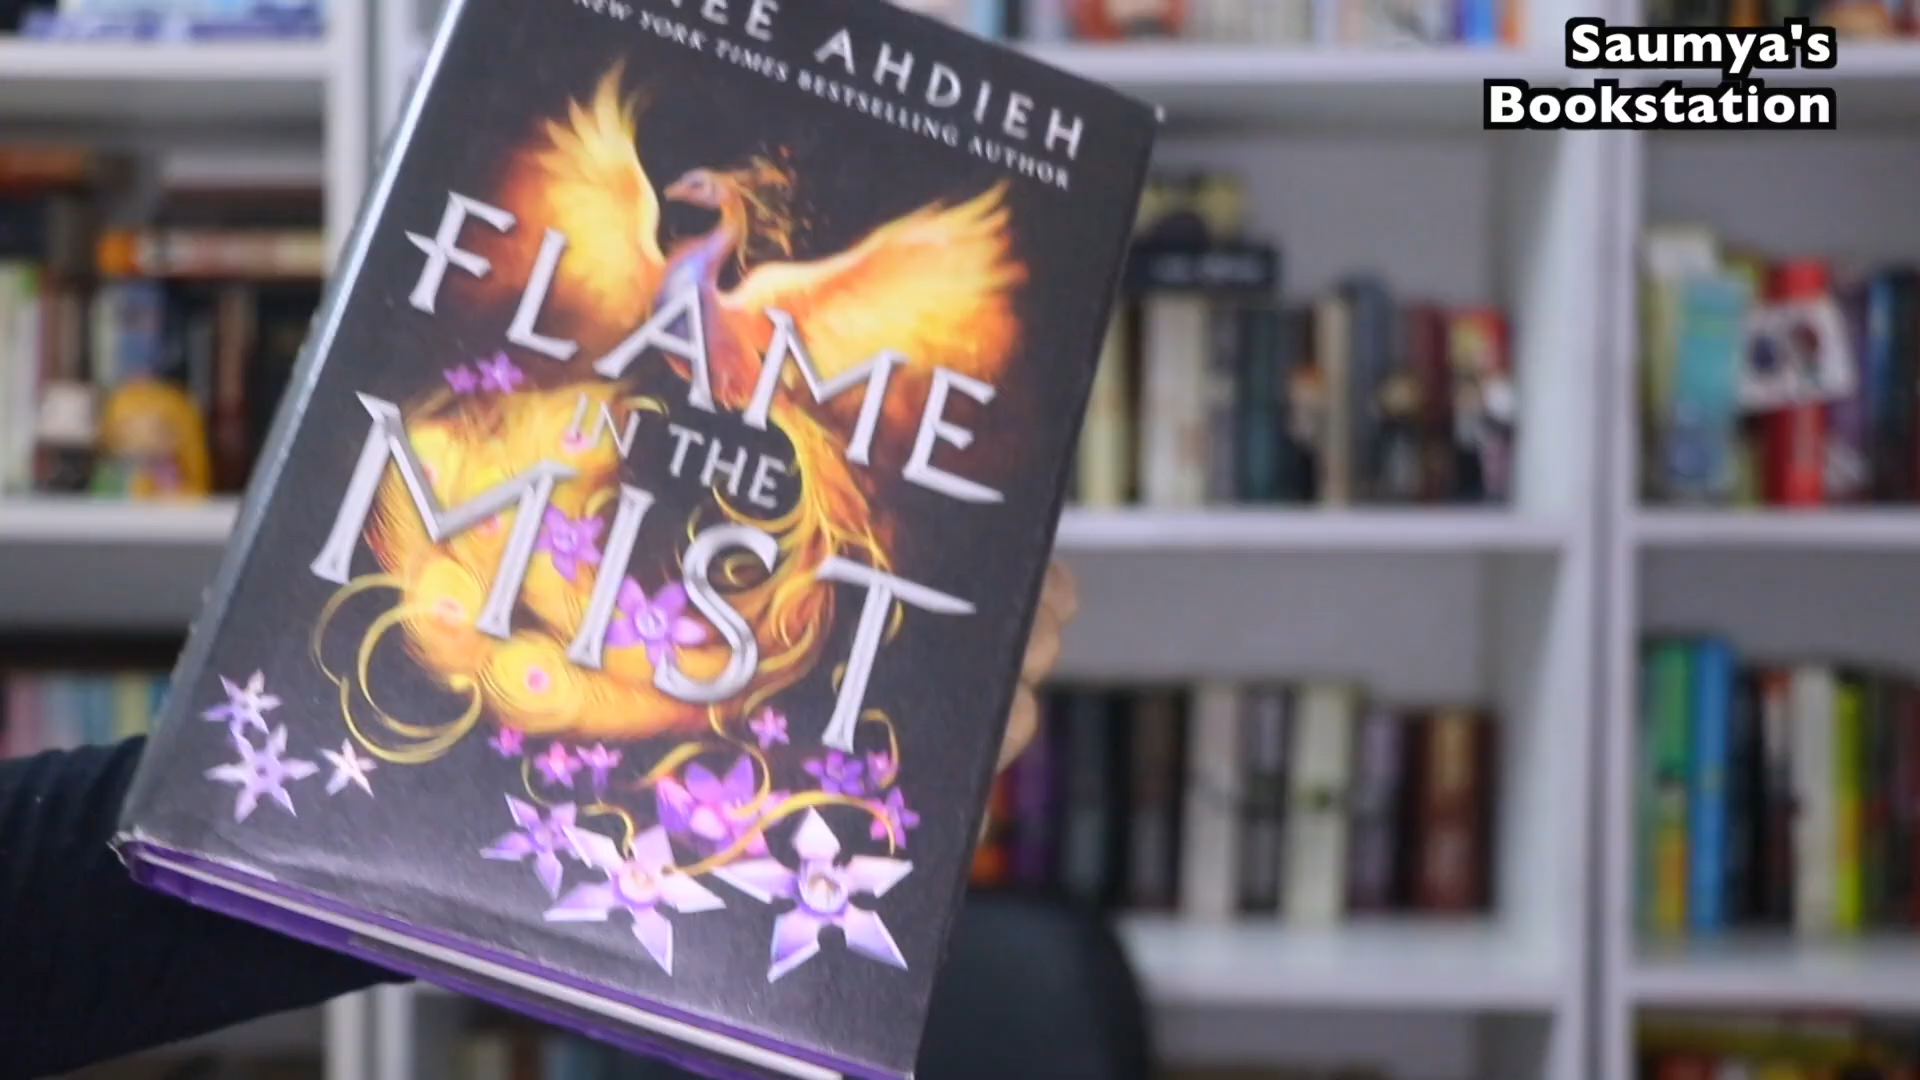 Saumya's
Bookstation
AHDIEH
NEW YORK TIMES BESTSELLING AUTHOR
FLAME
IN THE
MIST